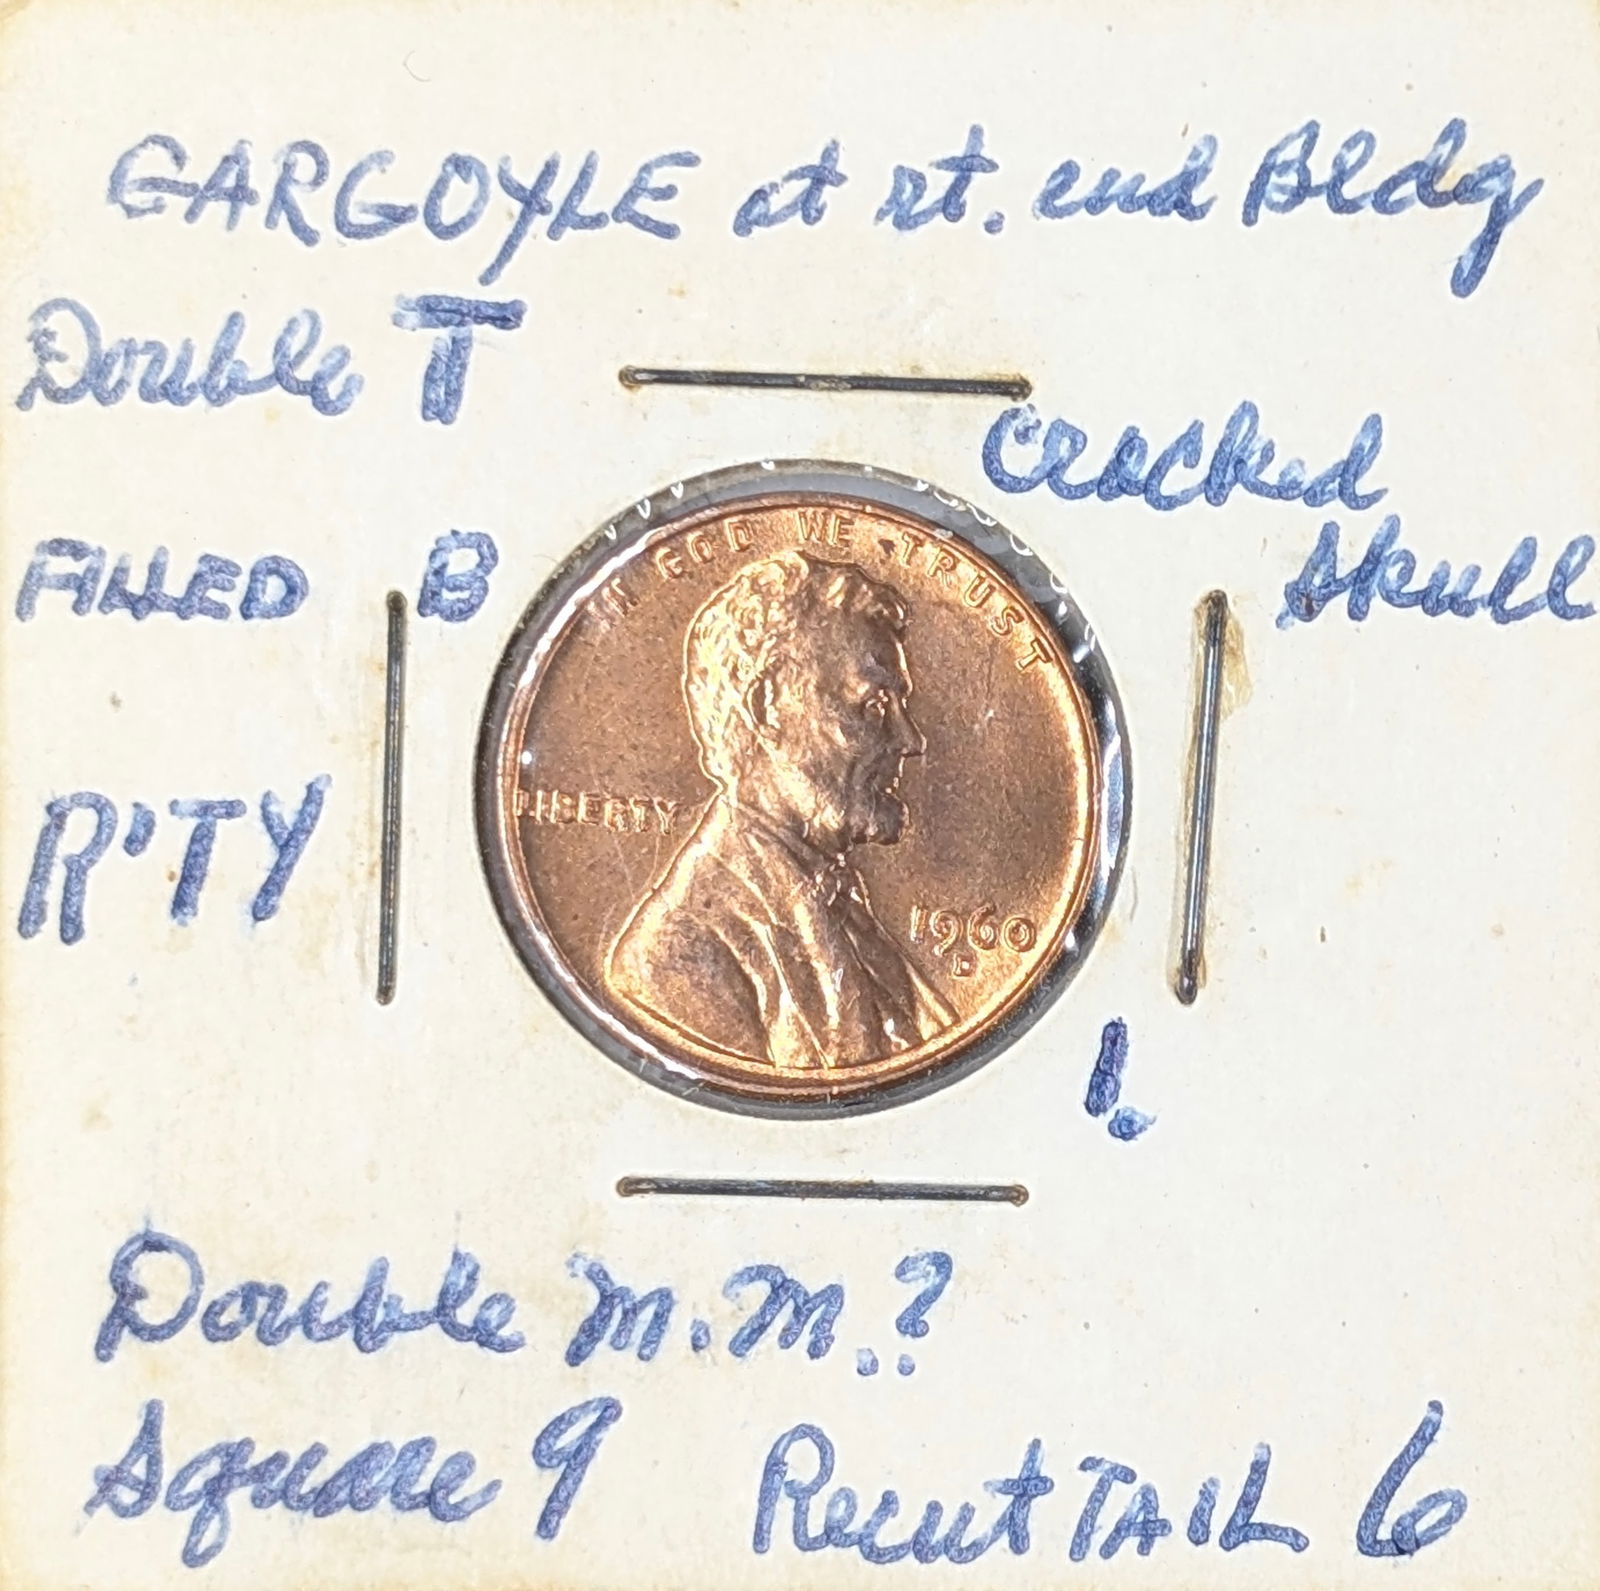 GARGOYLE at rt. end Bldg
Double T
Cracked
Skull
FILLED B
IN GOD WE TRUST
R'TY
LIBERTY
1960
D
1.
Double M.M.?
Square 9 Recut TAIL 6